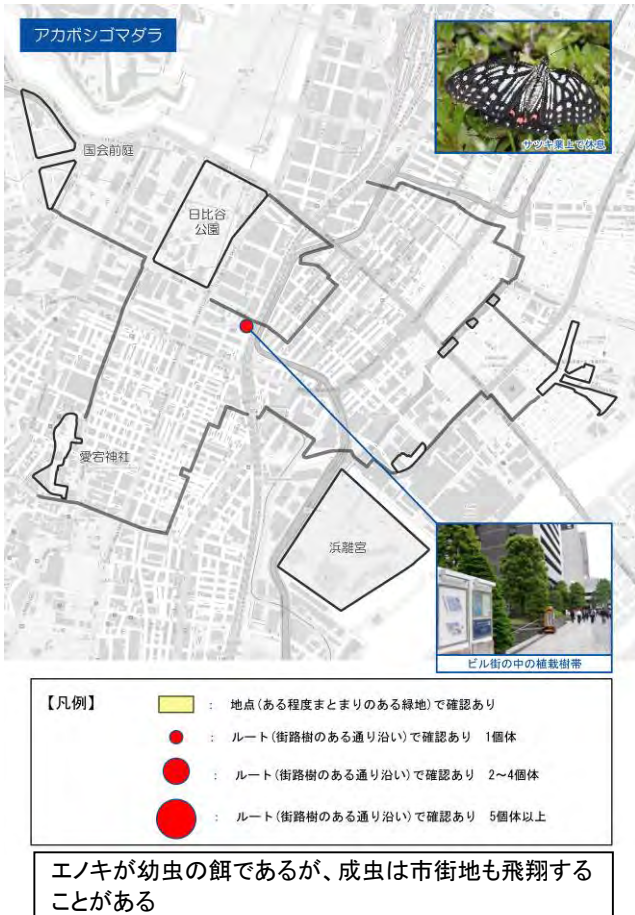 アカボシゴマダラ
サツキ葉上で休息
国会前庭
日比谷
公園
愛宕神社
浜離宮
ビル街の中の植栽樹帯
【凡例】
： 地点(ある程度まとまりのある緑地)で確認あり
： ルート(街路樹のある通り沿い)で確認あり 1個体
： ルート(街路樹のある通り沿い)で確認あり 2～4個体
： ルート(街路樹のある通り沿い)で確認あり 5個体以上
エノキが幼虫の餌であるが、成虫は市街地も飛翔する
ことがある